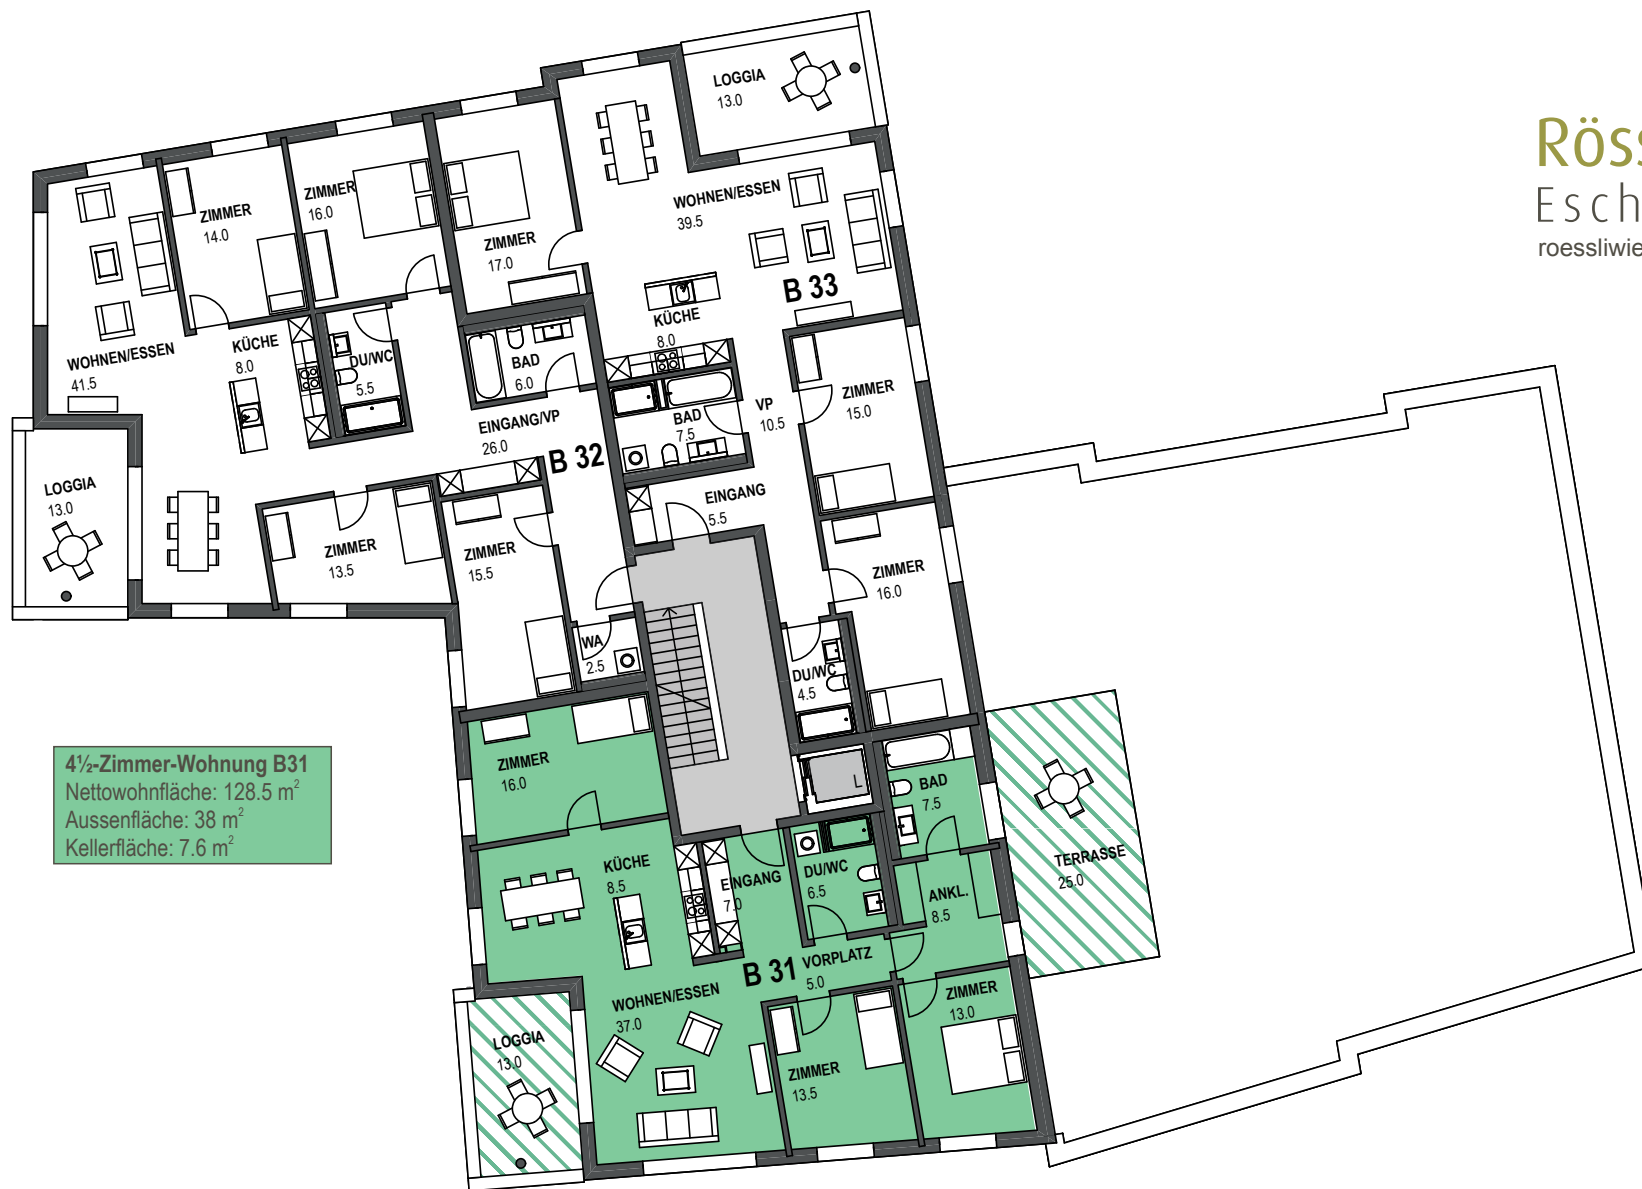 LOGGIA
13.0
Röss
Esch
roessliwie
ZIMMER
14.0
ZIMMER
16.0
ZIMMER
17.0
WOHNEN/ESSEN
39.5
B 33
KÜCHE
8.0
WOHNEN/ESSEN
41.5
KÜCHE
8.0
DU/WC
5.5
BAD
6.0
BAD
7.5
VP
10.5
ZIMMER
15.0
EINGANG/VP
26.0
B 32
LOGGIA
13.0
EINGANG
5.5
ZIMMER
13.5
ZIMMER
15.5
ZIMMER
16.0
WA
2.5
DU/WC
4.5
4½-Zimmer-Wohnung B31
Nettowohnfläche: 128.5 m²
Aussenfläche: 38 m²
Kellerfläche: 7.6 m²
ZIMMER
16.0
L
BAD
7.5
TERRASSE
25.0
KÜCHE
8.5
EINGANG
7.0
DU/WC
6.5
ANKL.
8.5
B 31
VORPLATZ
5.0
WOHNEN/ESSEN
37.0
ZIMMER
13.0
LOGGIA
13.0
ZIMMER
13.5